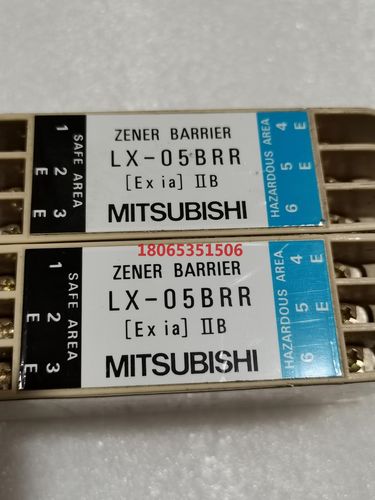 SAFE AREA
1
2
3
E
E
ZENER BARRIER
LX-05BRR
[Ex ia] IIB
MITSUBISHI
HAZARDOUS AREA
4
5
6
E
E
18065351506
SAFE AREA
1
2
3
E
E
ZENER BARRIER
LX-05BRR
[Ex ia] IIB
MITSUBISHI
HAZARDOUS AREA
4
5
6
E
E